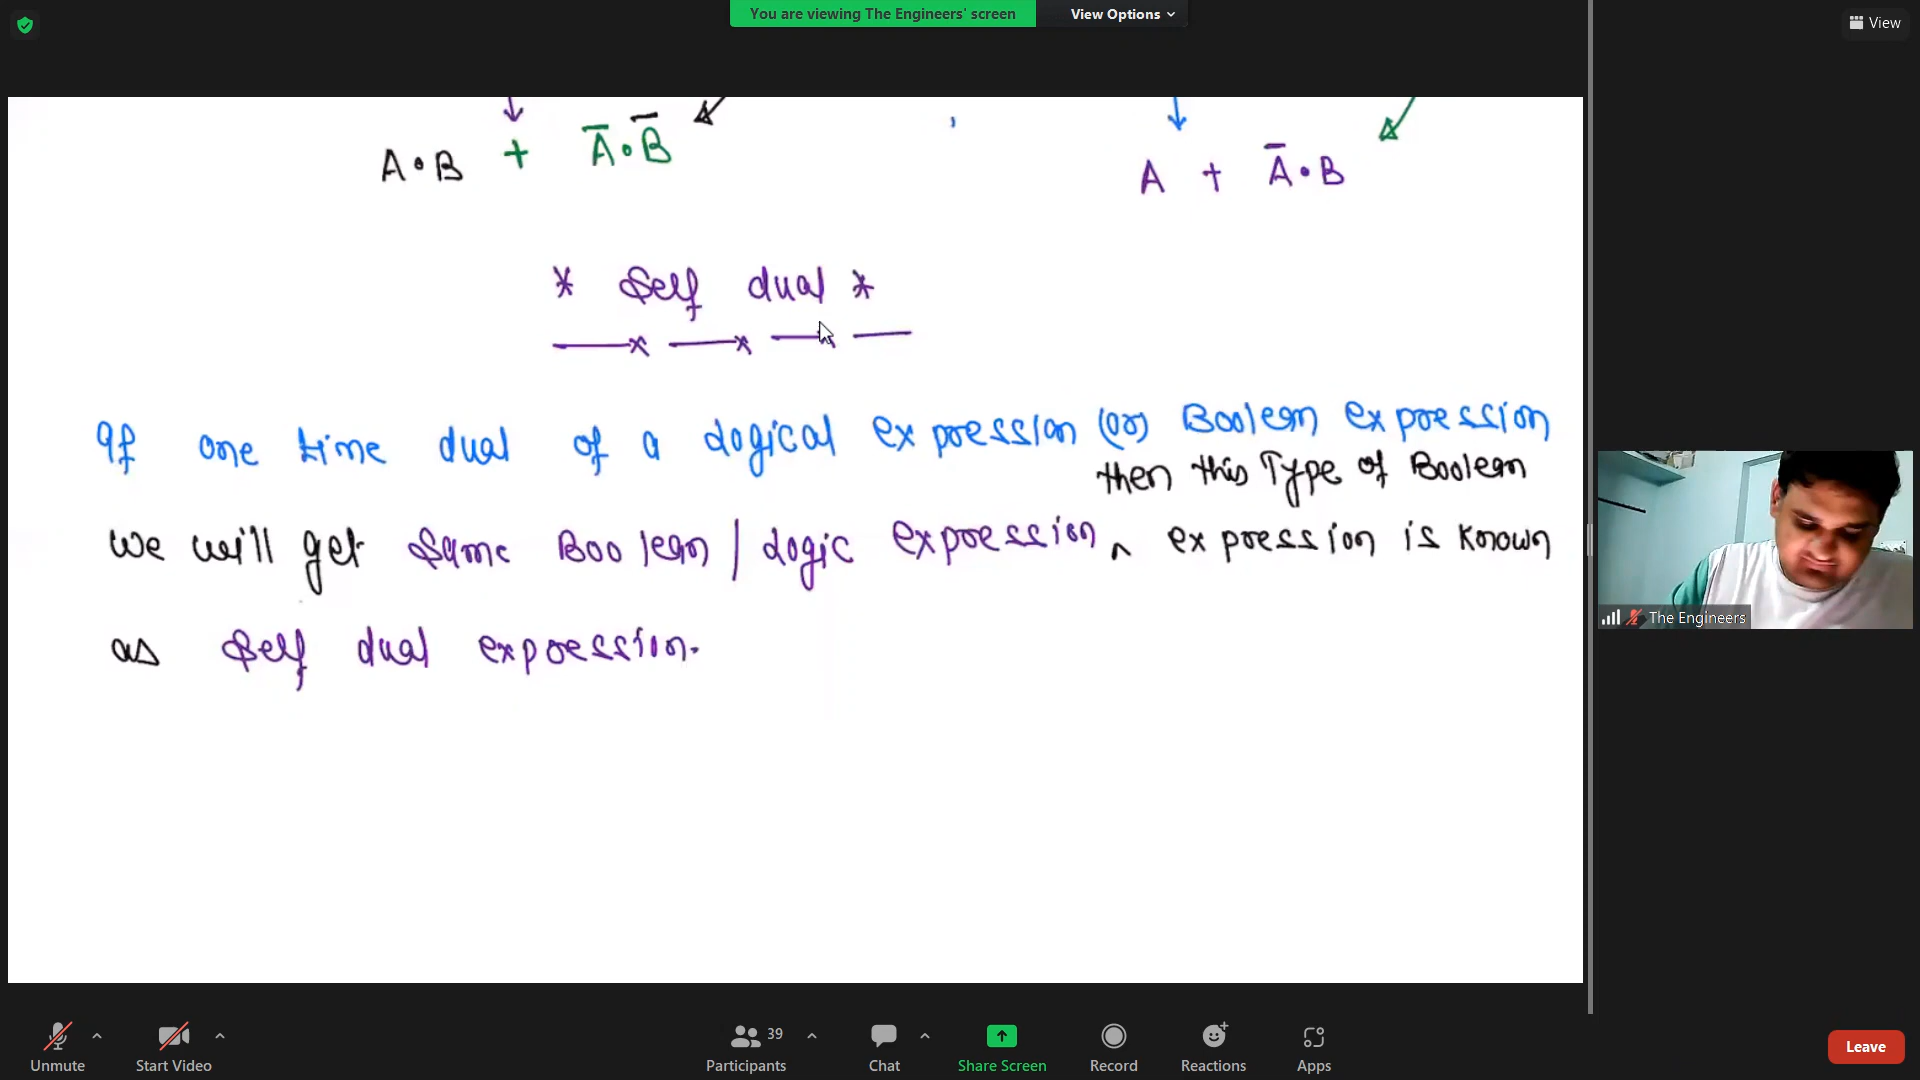 You are viewing The Engineers' screen View Options
View
A•B + A̅•B̅
A + A̅•B
* Self dual *
If one time dual of a Logical expression (or) Boolean expression
then this Type of Boolean
we will get Same Boolean / Logic expression ^ expression is known
as Self dual expression.
The Engineers
39
Unmute Start Video Participants Chat Share Screen Record Reactions Apps Leave